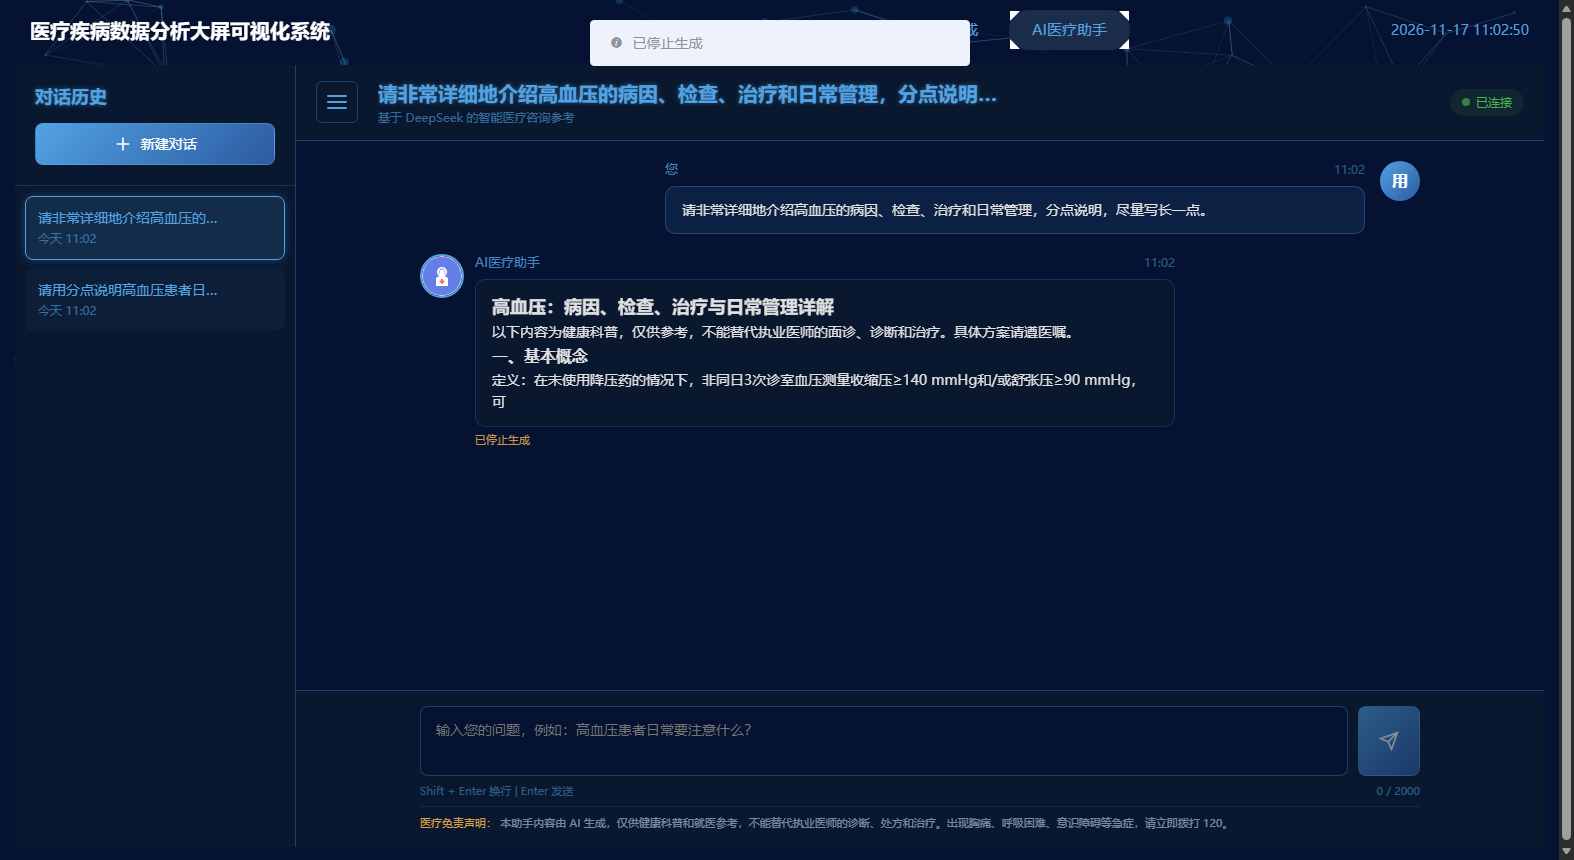 医疗疾病数据分析大屏可视化系统
已停止生成
成
AI医疗助手
2026-11-17 11:02:50
对话历史
新建对话
请非常详细地介绍高血压的...
今天 11:02
请用分点说明高血压患者日...
今天 11:02
请非常详细地介绍高血压的病因、检查、治疗和日常管理，分点说明...
基于 DeepSeek 的智能医疗咨询参考
已连接
您
11:02
用
请非常详细地介绍高血压的病因、检查、治疗和日常管理，分点说明，尽量写长一点。
AI医疗助手
11:02
高血压：病因、检查、治疗与日常管理详解
以下内容为健康科普，仅供参考，不能替代执业医师的面诊、诊断和治疗。具体方案请遵医嘱。
一、基本概念
定义：在未使用降压药的情况下，非同日3次诊室血压测量收缩压≥140 mmHg和/或舒张压≥90 mmHg，
可
已停止生成
输入您的问题，例如：高血压患者日常要注意什么？
Shift + Enter 换行 | Enter 发送
0 / 2000
医疗免责声明： 本助手内容由 AI 生成，仅供健康科普和就医参考，不能替代执业医师的诊断、处方和治疗。出现胸痛、呼吸困难、意识障碍等急症，请立即拨打 120。